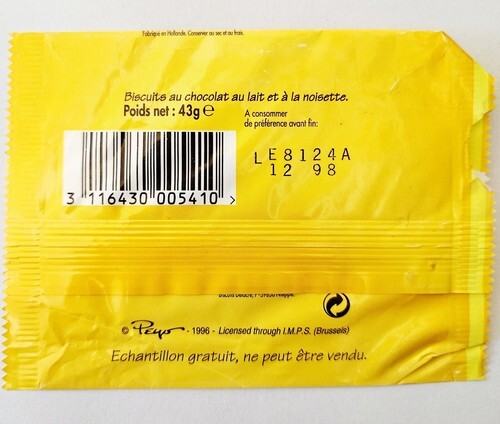 Fabriqué en Hollande. Conserver au sec et au frais.
Biscuits au chocolat au lait et à la noisette.
Poids net : 43g e
A consommer
de préférence avant fin:
LE8124A
12 98
3 116430 005410 >
© Peyo - 1996 - Licensed through I.M.P.S. (Brussels)
Echantillon gratuit, ne peut être vendu.